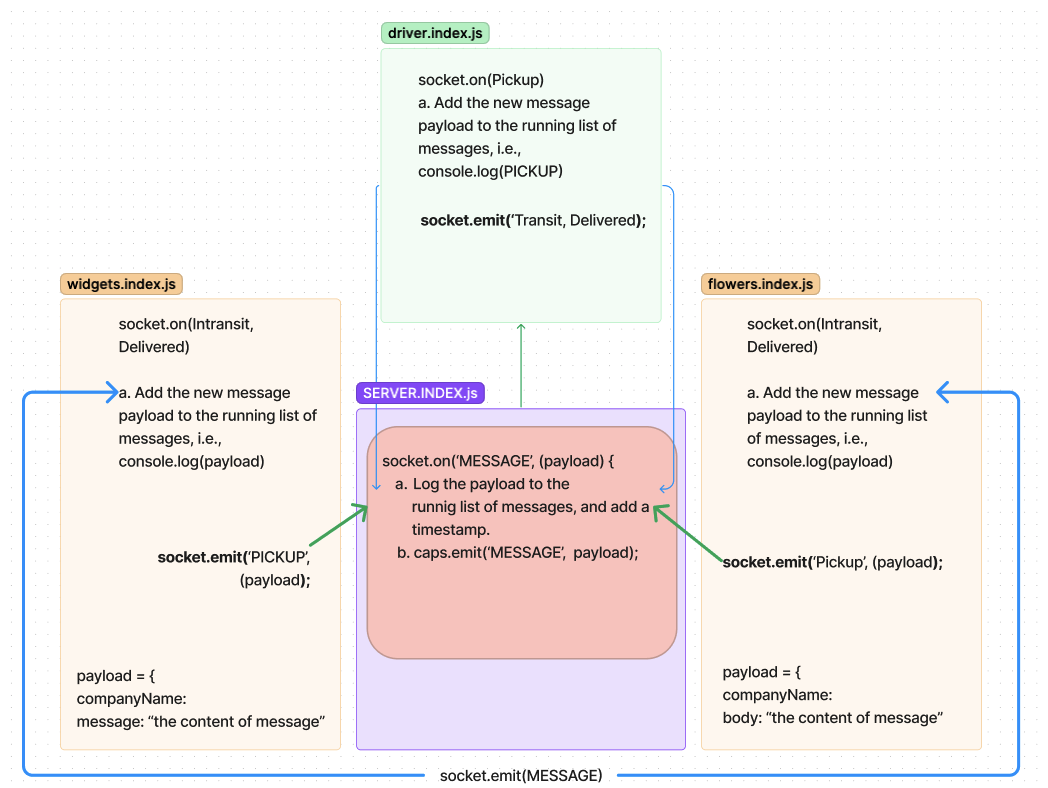 driver.index.js
socket.on(Pickup)
a. Add the new message
payload to the running list of
messages, i.e.,
console.log(PICKUP)
socket.emit(‘Transit, Delivered);
widgets.index.js
socket.on(Intransit,
Delivered)
a. Add the new message
payload to the running list of
messages, i.e.,
console.log(payload)
socket.emit(‘PICKUP’,
(payload);
payload = {
companyName:
message: “the content of message”
SERVER.INDEX.js
socket.on(‘MESSAGE’, (payload) {
a. Log the payload to the
runnig list of messages, and add a
timestamp.
b. caps.emit(‘MESSAGE’, payload);
flowers.index.js
socket.on(Intransit,
Delivered)
a. Add the new message
payload to the running list
of messages, i.e.,
console.log(payload)
socket.emit(‘Pickup’, (payload);
payload = {
companyName:
body: “the content of message”
socket.emit(MESSAGE)